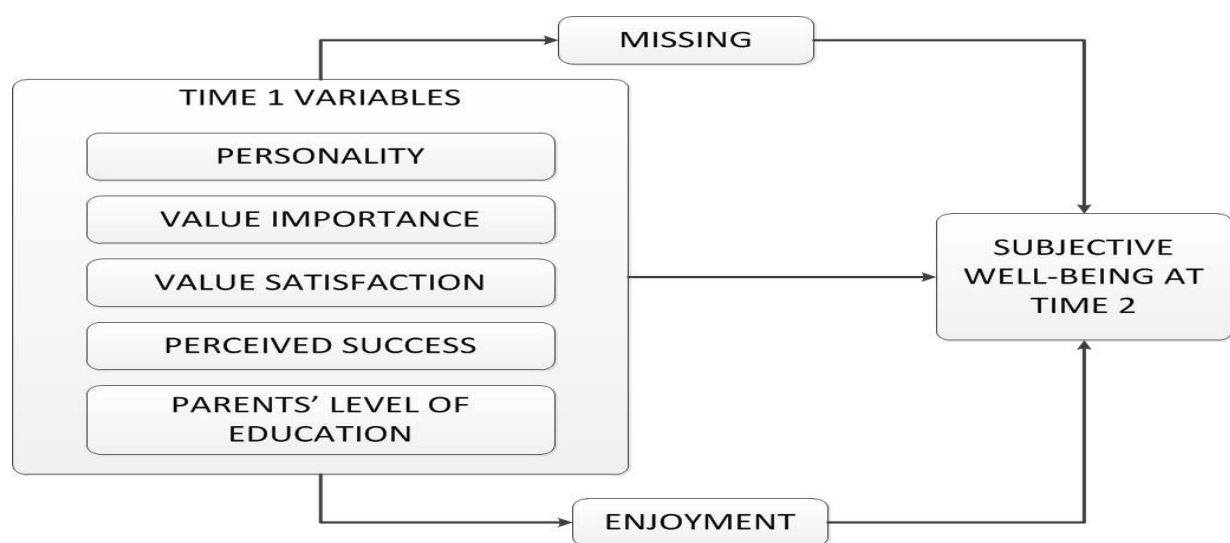 MISSING
TIME 1 VARIABLES
PERSONALITY
VALUE IMPORTANCE
VALUE SATISFACTION
PERCEIVED SUCCESS
PARENTS’ LEVEL OF
EDUCATION
SUBJECTIVE
WELL-BEING AT
TIME 2
ENJOYMENT